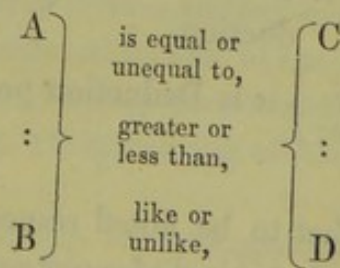 A is equal or C
unequal to,
: greater or :
less than,
like or
B unlike, D